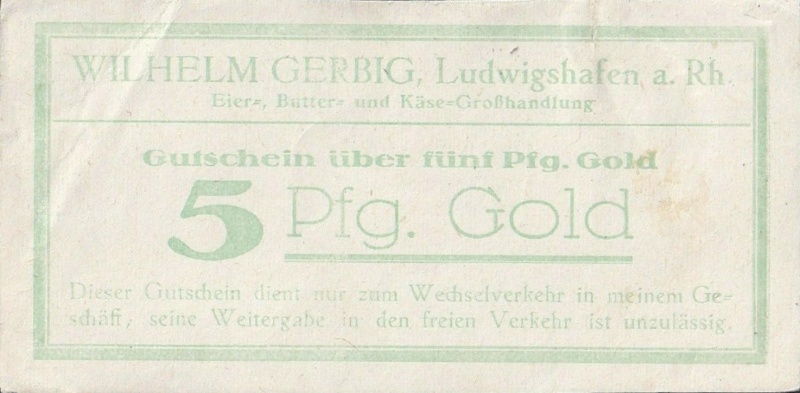 WILHELM GERBIG, Ludwigshafen a. Rh.
Eier=, Butter= und Käse=Großhandlung
Gutschein über fünf Pfg. Gold
5 Pfg. Gold
Dieser Gutschein dient nur zum Wechselverkehr in meinem Ge=
schäft, seine Weitergabe in den freien Verkehr ist unzulässig.